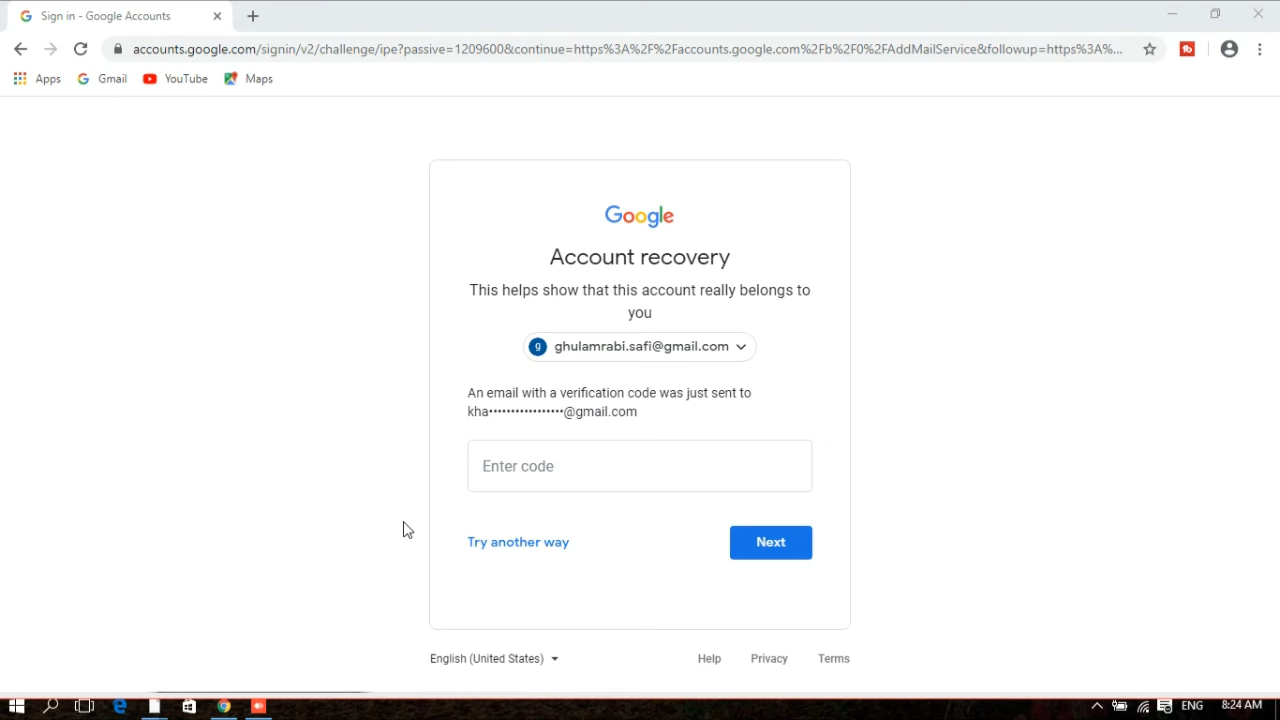 Sign in - Google Accounts
accounts.google.com/signin/v2/challenge/ipe?passive=1209600&continue=https%3A%2F%2Faccounts.google.com%2Fb%2F0%2FAddMailService&followup=https%3A%...
Apps
Gmail
YouTube
Maps
Google
Account recovery
This helps show that this account really belongs to
you
g ghulamrabi.safi@gmail.com
An email with a verification code was just sent to
kha•••••••••••••••••@gmail.com
Enter code
Try another way
Next
English (United States)
Help
Privacy
Terms
ENG
8:24 AM